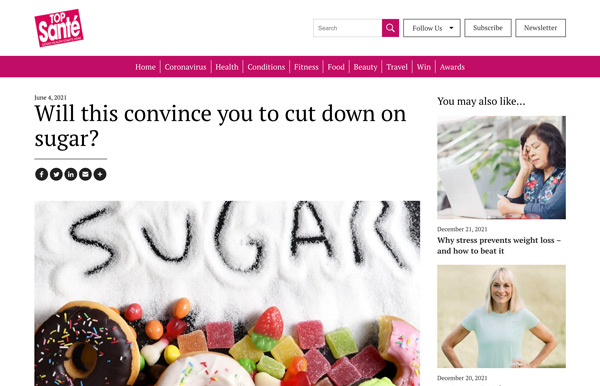 TOP
Santé
Search
Follow Us
Subscribe
Newsletter
Home
Coronavirus
Health
Conditions
Fitness
Food
Beauty
Travel
Win
Awards
June 4, 2021
Will this convince you to cut down on
sugar?
SUGAR
You may also like...
December 21, 2021
Why stress prevents weight loss –
and how to beat it
December 20, 2021